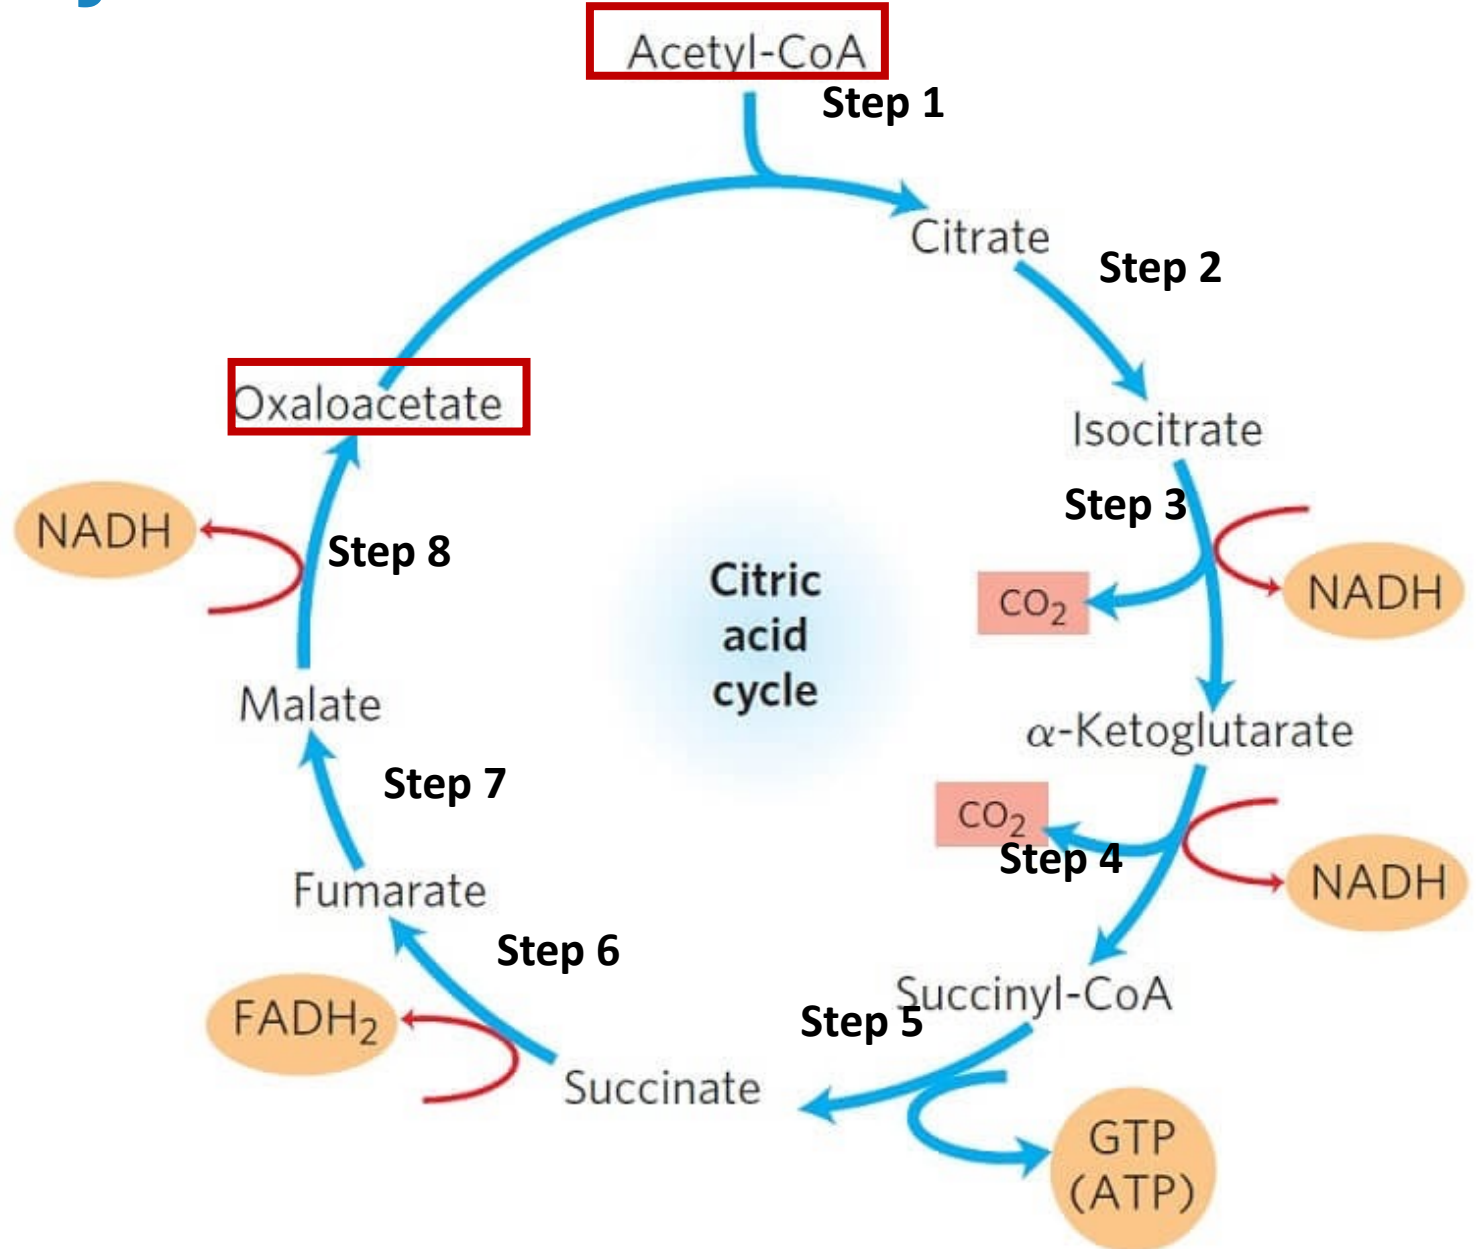 Acetyl-CoA
Step 1
Citrate
Step 2
Oxaloacetate
Isocitrate
Step 3
NADH
Step 8
Citric
acid
cycle
CO₂
NADH
Malate
α-Ketoglutarate
Step 7
CO₂
Step 4
NADH
Fumarate
Step 6
Succinyl-CoA
Step 5
FADH₂
Succinate
GTP
(ATP)